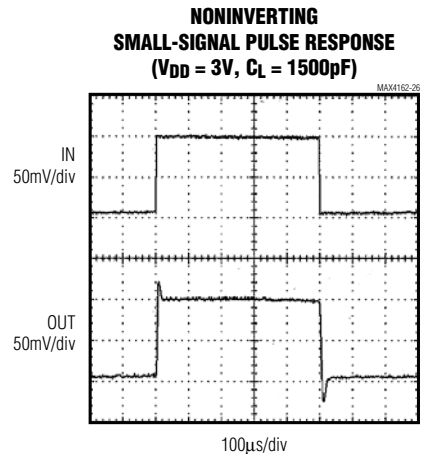 NONINVERTING
SMALL-SIGNAL PULSE RESPONSE
(VDD = 3V, CL = 1500pF)
MAX4162-26
IN
50mV/div
OUT
50mV/div
100μs/div